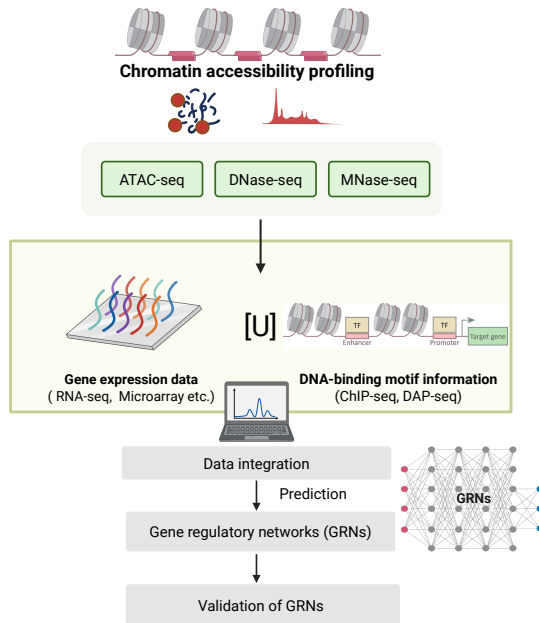 Chromatin accessibility profiling
ATAC-seq
DNase-seq
MNase-seq
[U]
TF
TF
Enhancer
Promoter
Target gene
Gene expression data
( RNA-seq, Microarray etc.)
DNA-binding motif information
(ChIP-seq, DAP-seq)
Data integration
Prediction
GRNs
Gene regulatory networks (GRNs)
Validation of GRNs